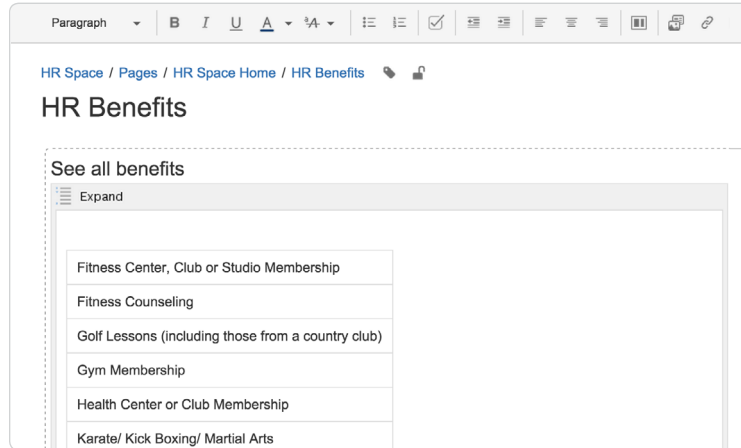 Paragraph B I U A ªA
HR Space / Pages / HR Space Home / HR Benefits
HR Benefits
See all benefits
Expand
Fitness Center, Club or Studio Membership
Fitness Counseling
Golf Lessons (including those from a country club)
Gym Membership
Health Center or Club Membership
Karate/ Kick Boxing/ Martial Arts